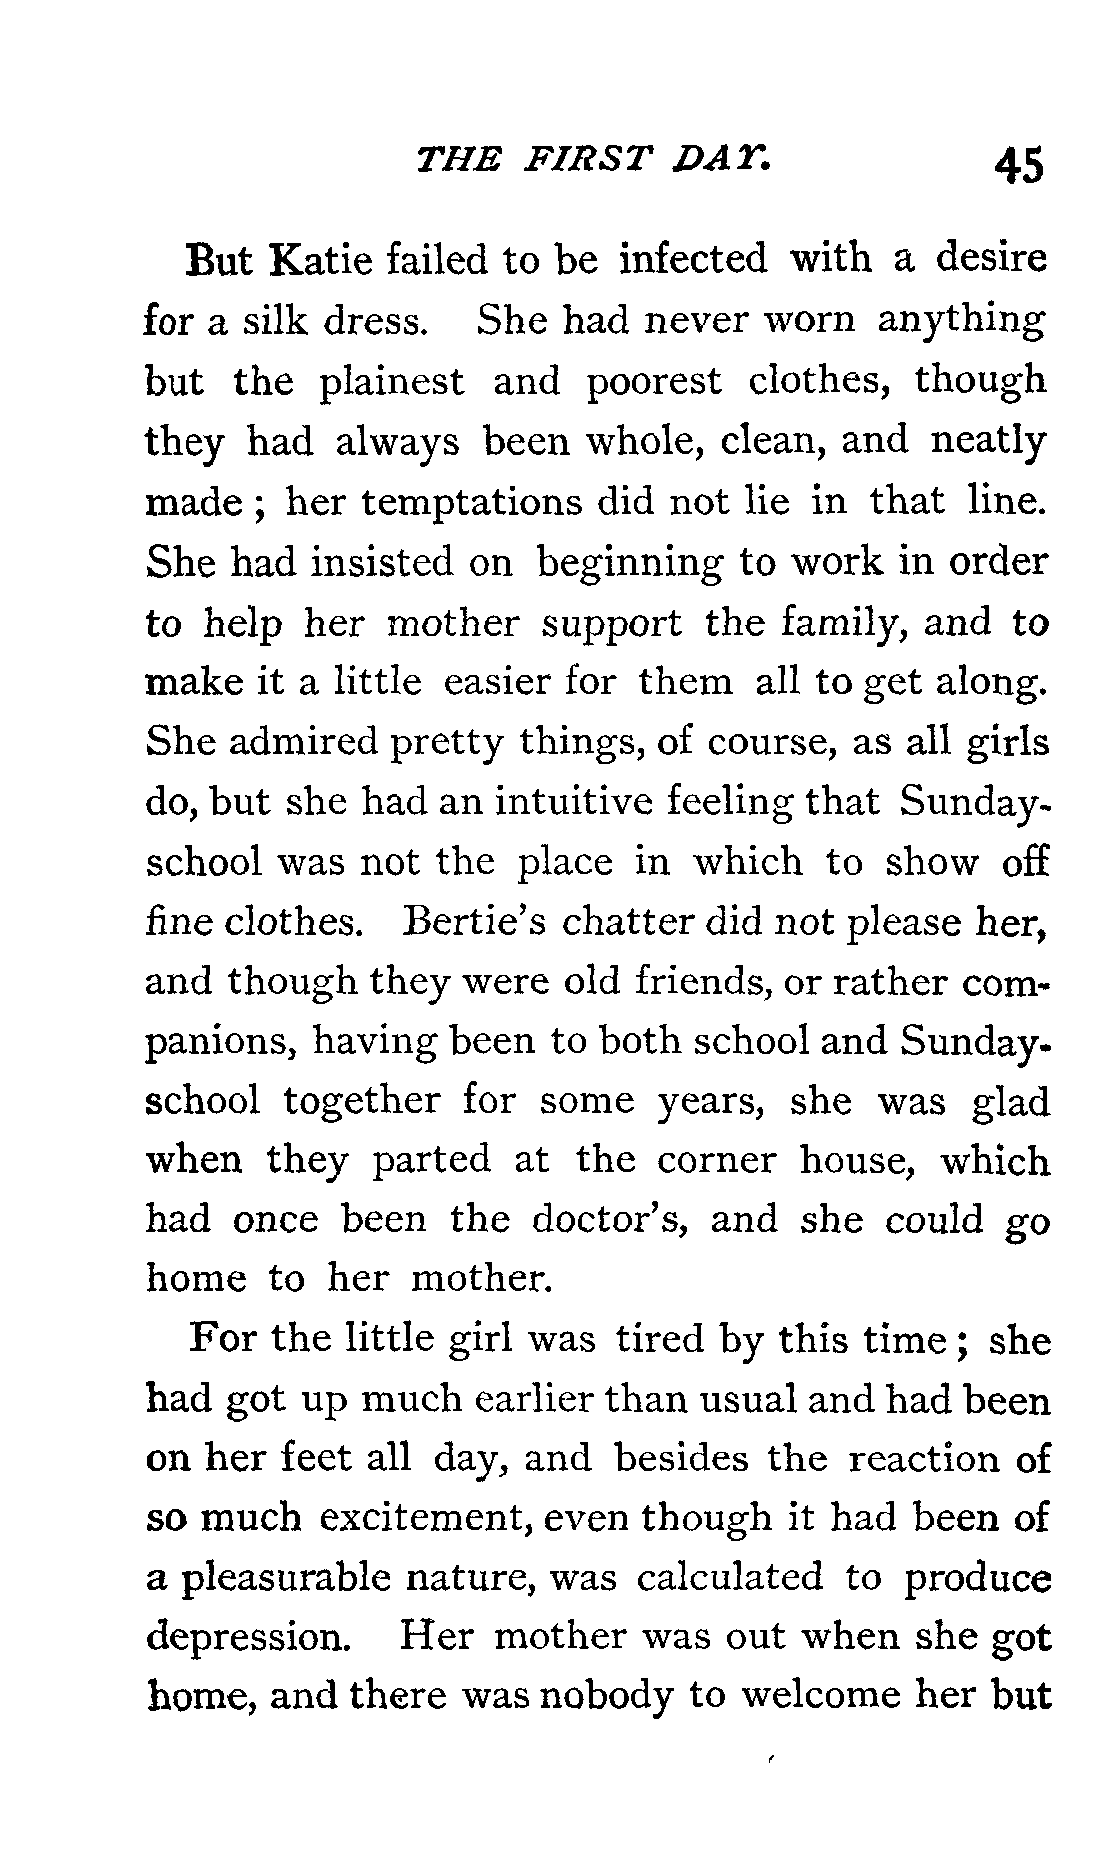 THE FIRST DAY. 45
But Katie failed to be infected with a desire
for a silk dress. She had never worn anything
but the plainest and poorest clothes, though
they had always been whole, clean, and neatly
made ; her temptations did not lie in that line.
She had insisted on beginning to work in order
to help her mother support the family, and to
make it a little easier for them all to get along.
She admired pretty things, of course, as all girls
do, but she had an intuitive feeling that Sunday-
school was not the place in which to show off
fine clothes. Bertie's chatter did not please her,
and though they were old friends, or rather com-
panions, having been to both school and Sunday-
school together for some years, she was glad
when they parted at the corner house, which
had once been the doctor's, and she could go
home to her mother.
For the little girl was tired by this time ; she
had got up much earlier than usual and had been
on her feet all day, and besides the reaction of
so much excitement, even though it had been of
a pleasurable nature, was calculated to produce
depression. Her mother was out when she got
home, and there was nobody to welcome her but